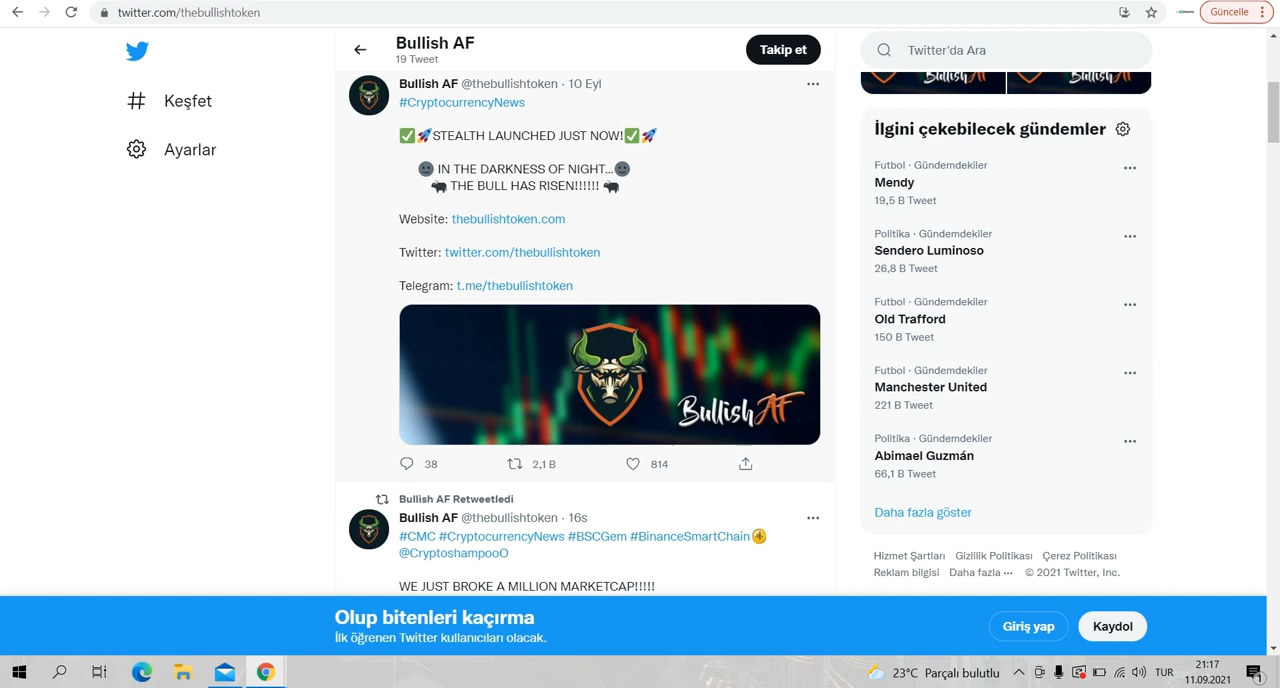 twitter.com/thebullishtoken
Güncelle
Bullish AF
19 Tweet
Takip et
Twitter'da Ara
Keşfet
Ayarlar
Bullish AF @thebullishtoken · 10 Eyl
#CryptocurrencyNews
✅🚀STEALTH LAUNCHED JUST NOW!✅🚀
🌚 IN THE DARKNESS OF NIGHT...🌚
🐃 THE BULL HAS RISEN!!!!!! 🐃
Website: thebullishtoken.com
Twitter: twitter.com/thebullishtoken
Telegram: t.me/thebullishtoken
Bullish AF
38 2,1 B 814
Bullish AF Retweetledi
Bullish AF @thebullishtoken · 16s
#CMC #CryptocurrencyNews #BSCGem #BinanceSmartChain
@CryptoshampooO
WE JUST BROKE A MILLION MARKETCAP!!!!!
BullishAF BullishAF
İlgini çekebilecek gündemler
Futbol · Gündemdekiler
Mendy
19,5 B Tweet
Politika · Gündemdekiler
Sendero Luminoso
26,8 B Tweet
Futbol · Gündemdekiler
Old Trafford
150 B Tweet
Futbol · Gündemdekiler
Manchester United
221 B Tweet
Politika · Gündemdekiler
Abimael Guzmán
66,1 B Tweet
Daha fazla göster
Hizmet Şartları Gizlilik Politikası Çerez Politikası
Reklam bilgisi Daha fazla ··· © 2021 Twitter, Inc.
Olup bitenleri kaçırma
İlk öğrenen Twitter kullanıcıları olacak.
Giriş yap
Kaydol
23°C Parçalı bulutlu
TUR
21:17
11.09.2021
1